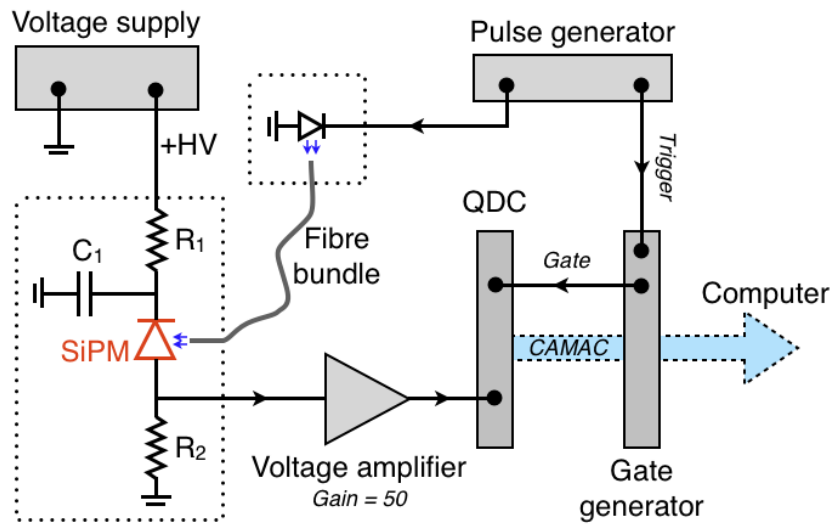 Voltage supply
Pulse generator
+HV
Trigger
QDC
R₁
C₁
Fibre
bundle
Gate
Computer
SiPM
CAMAC
R₂
Voltage amplifier
Gain = 50
Gate
generator